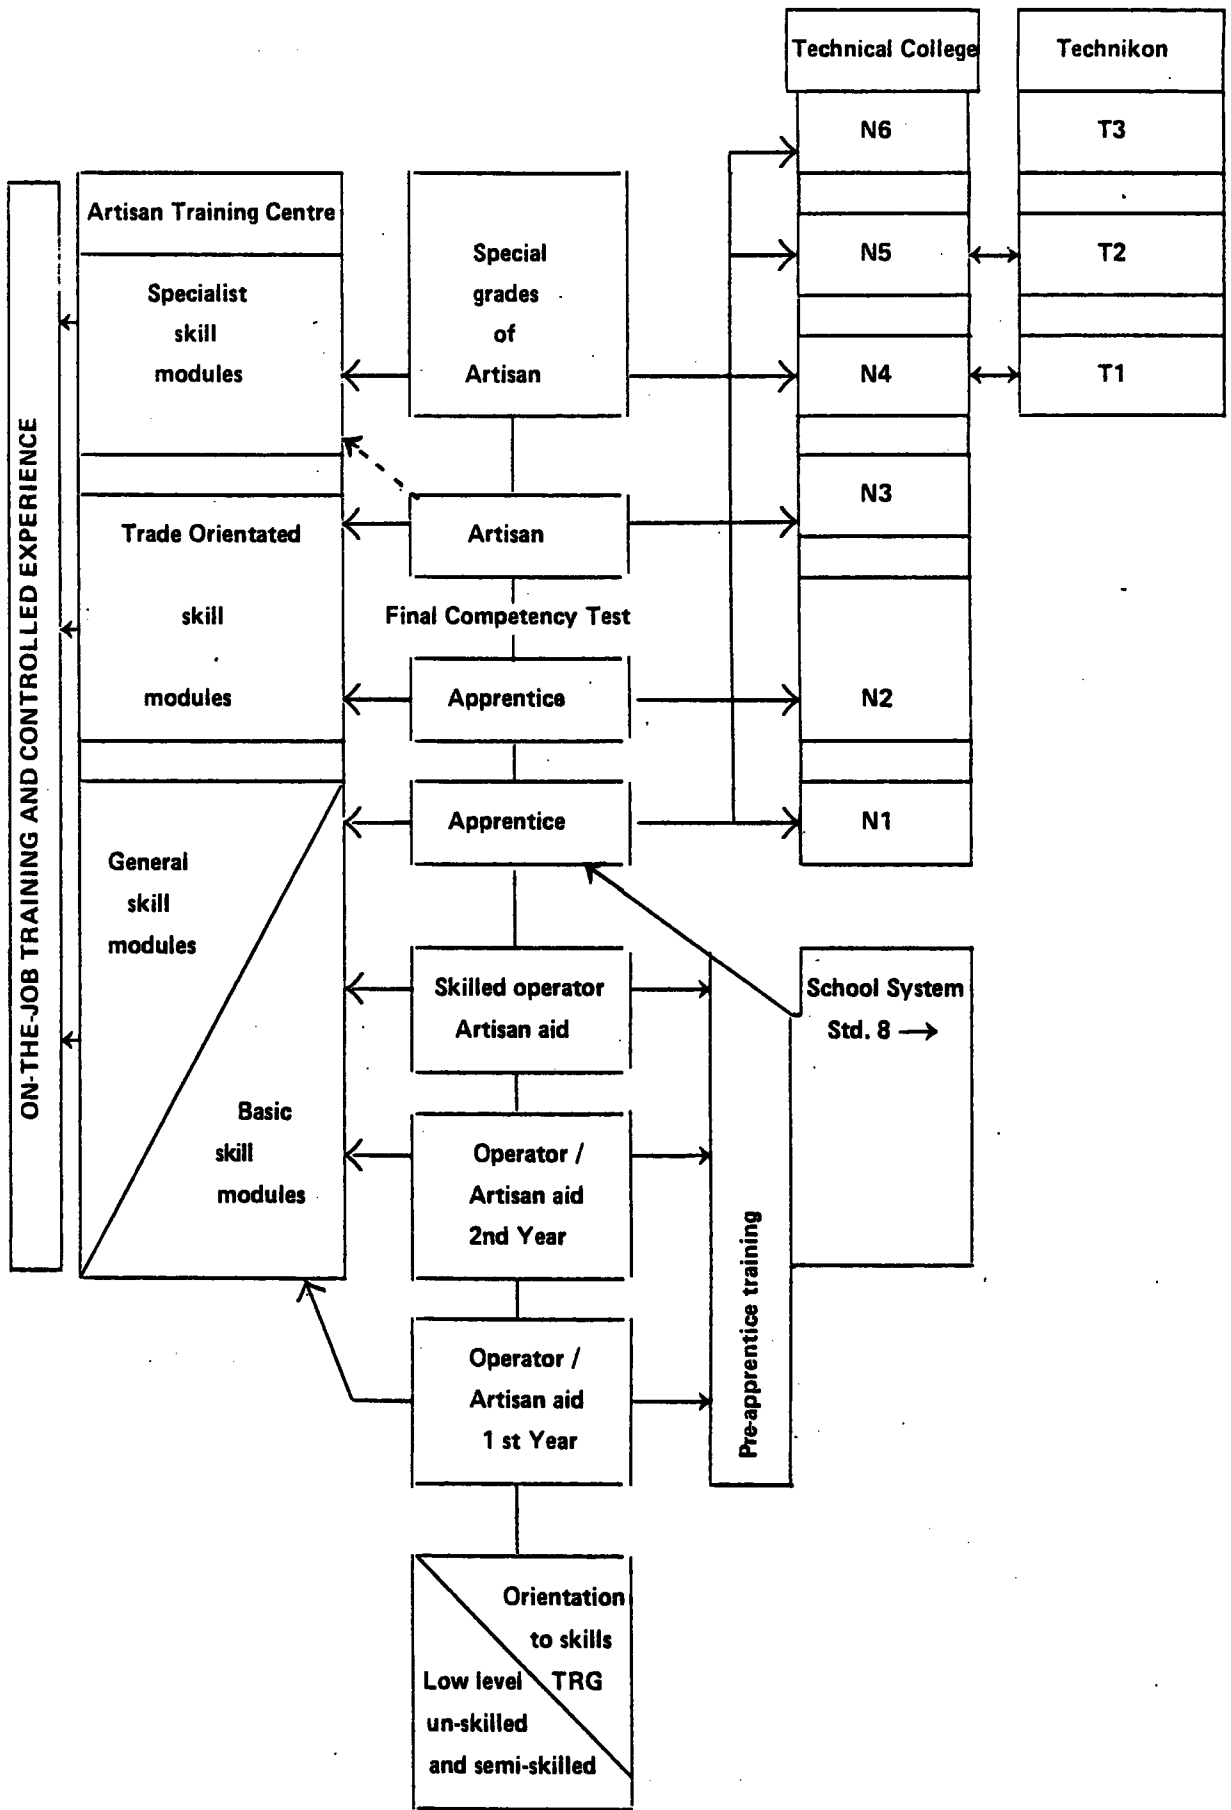 Technical College
Technikon
N6
T3
N5
T2
N4
T1
N3
N2
N1
ON-THE-JOB TRAINING AND CONTROLLED EXPERIENCE
Artisan Training Centre
Specialist
skill
modules
Trade Orientated
skill
modules
General
skill
modules
Basic
skill
modules
Special
grades
of
Artisan
Artisan
Final Competency Test
Apprentice
Apprentice
Skilled operator
Artisan aid
Operator /
Artisan aid
2nd Year
Operator /
Artisan aid
1 st Year
Orientation
to skills
TRG
Low level
un-skilled
and semi-skilled
Pre-apprentice training
School System
Std. 8 →